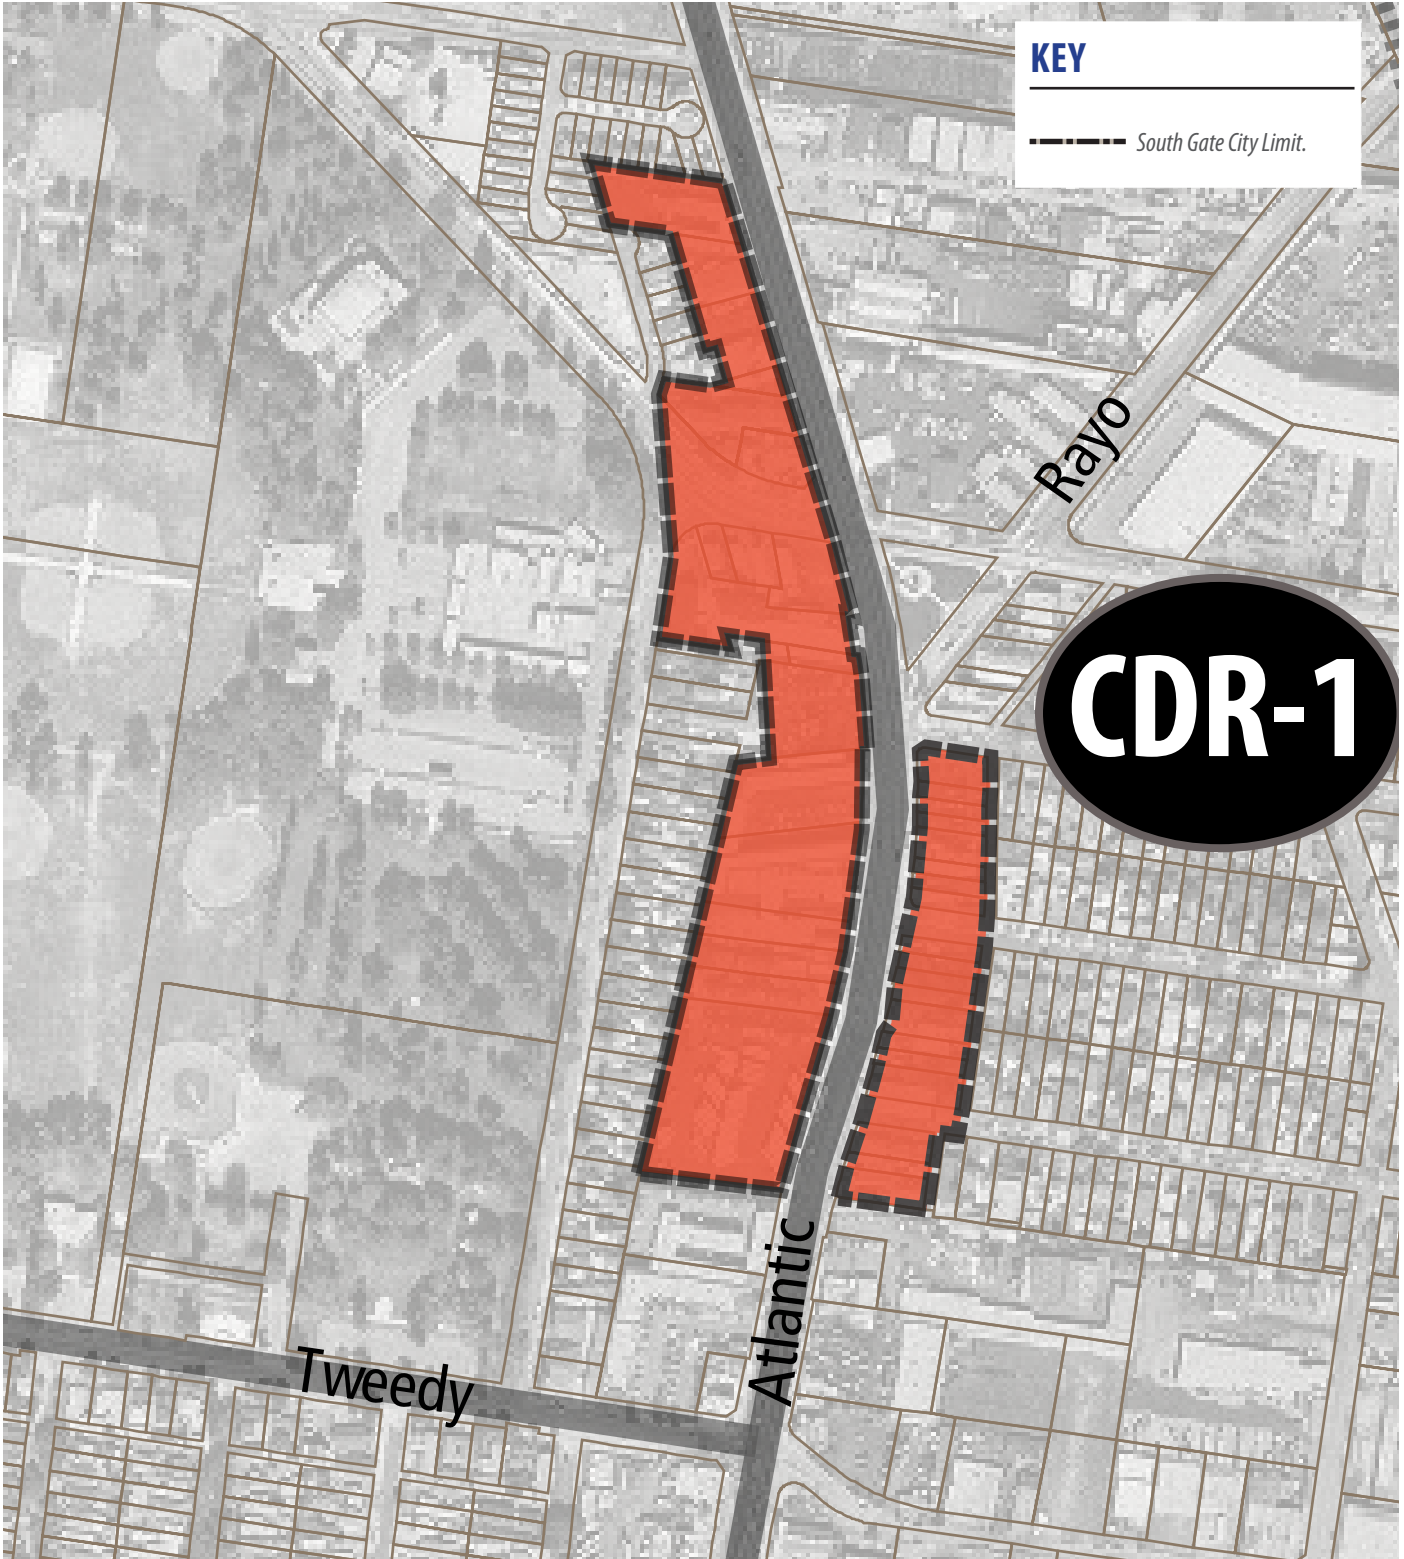 KEY
South Gate City Limit.
Rayo
CDR-1
Atlantic
Tweedy